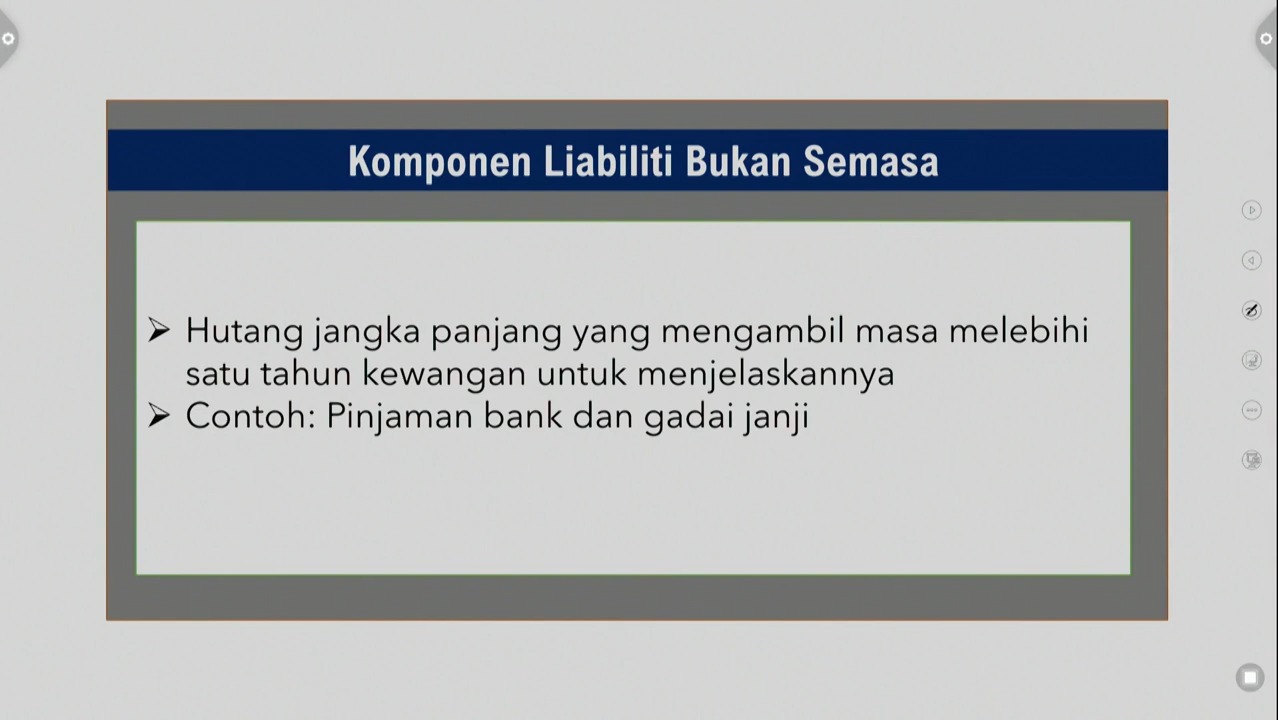 Komponen Liabiliti Bukan Semasa
➢ Hutang jangka panjang yang mengambil masa melebihi
satu tahun kewangan untuk menjelaskannya
➢ Contoh: Pinjaman bank dan gadai janji